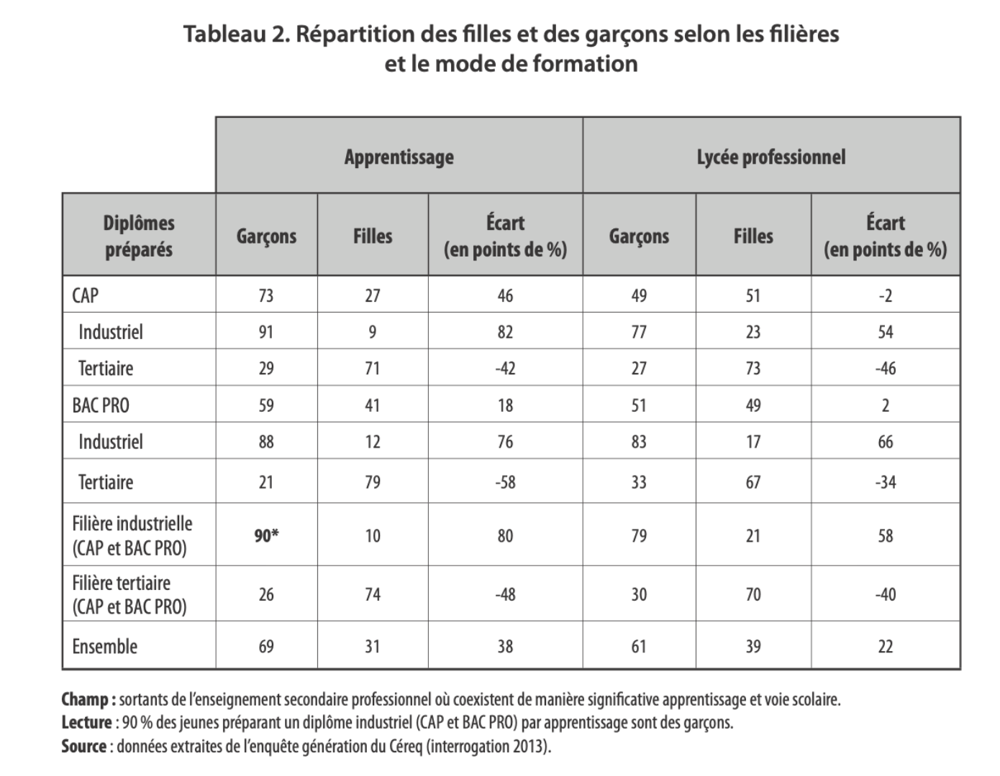 Tableau 2. Répartition des filles et des garçons selon les filières
et le mode de formation
Apprentissage Lycée professionnel
Diplômes préparés Garçons Filles Écart (en points de %) Garçons Filles Écart (en points de %)
CAP 73 27 46 49 51 -2
Industriel 91 9 82 77 23 54
Tertiaire 29 71 -42 27 73 -46
BAC PRO 59 41 18 51 49 2
Industriel 88 12 76 83 17 66
Tertiaire 21 79 -58 33 67 -34
Filière industrielle (CAP et BAC PRO) 90* 10 80 79 21 58
Filière tertiaire (CAP et BAC PRO) 26 74 -48 30 70 -40
Ensemble 69 31 38 61 39 22
Champ : sortants de l'enseignement secondaire professionnel où coexistent de manière significative apprentissage et voie scolaire.
Lecture : 90 % des jeunes préparant un diplôme industriel (CAP et BAC PRO) par apprentissage sont des garçons.
Source : données extraites de l'enquête génération du Céreq (interrogation 2013).